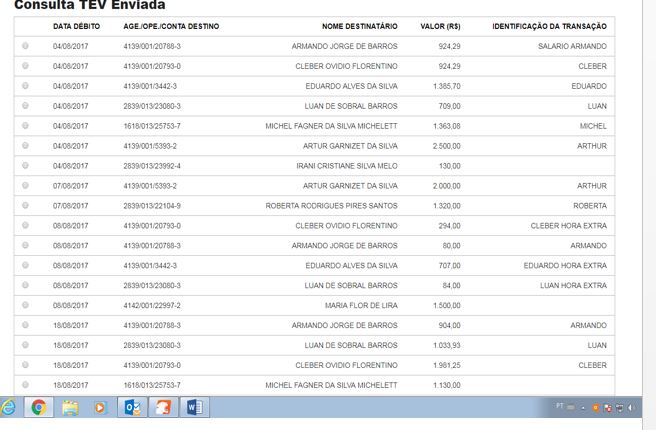 Consulta TEV Enviada
DATA DÉBITO AGE./OPE./CONTA DESTINO NOME DESTINATÁRIO VALOR (R$) IDENTIFICAÇÃO DA TRANSAÇÃO
04/08/2017 4139/001/20788-3 ARMANDO JORGE DE BARROS 924,29 SALARIO ARMANDO
04/08/2017 4139/001/20793-0 CLEBER OVIDIO FLORENTINO 924,29 CLEBER
04/08/2017 4139/001/3442-3 EDUARDO ALVES DA SILVA 1.385,70 EDUARDO
04/08/2017 2839/013/23080-3 LUAN DE SOBRAL BARROS 709,00 LUAN
04/08/2017 1618/013/25753-7 MICHEL FAGNER DA SILVA MICHELETT 1.363,08 MICHEL
04/08/2017 4139/001/5393-2 ARTUR GARNIZET DA SILVA 2.500,00 ARTHUR
04/08/2017 2839/013/23992-4 IRANI CRISTIANE SILVA MELO 130,00
07/08/2017 4139/001/5393-2 ARTUR GARNIZET DA SILVA 2.000,00 ARTHUR
07/08/2017 2839/013/22104-9 ROBERTA RODRIGUES PIRES SANTOS 1.320,00 ROBERTA
08/08/2017 4139/001/20793-0 CLEBER OVIDIO FLORENTINO 294,00 CLEBER HORA EXTRA
08/08/2017 4139/001/20788-3 ARMANDO JORGE DE BARROS 80,00 ARMANDO
08/08/2017 4139/001/3442-3 EDUARDO ALVES DA SILVA 707,00 EDUARDO HORA EXTRA
08/08/2017 2839/013/23080-3 LUAN DE SOBRAL BARROS 84,00 LUAN HORA EXTRA
08/08/2017 4142/001/22997-2 MARIA FLOR DE LIRA 1.500,00
18/08/2017 4139/001/20788-3 ARMANDO JORGE DE BARROS 904,00 ARMANDO
18/08/2017 2839/013/23080-3 LUAN DE SOBRAL BARROS 1.033,93 LUAN
18/08/2017 4139/001/20793-0 CLEBER OVIDIO FLORENTINO 1.981,25 CLEBER
18/08/2017 1618/013/25753-7 MICHEL FAGNER DA SILVA MICHELETT 1.130,00
PT